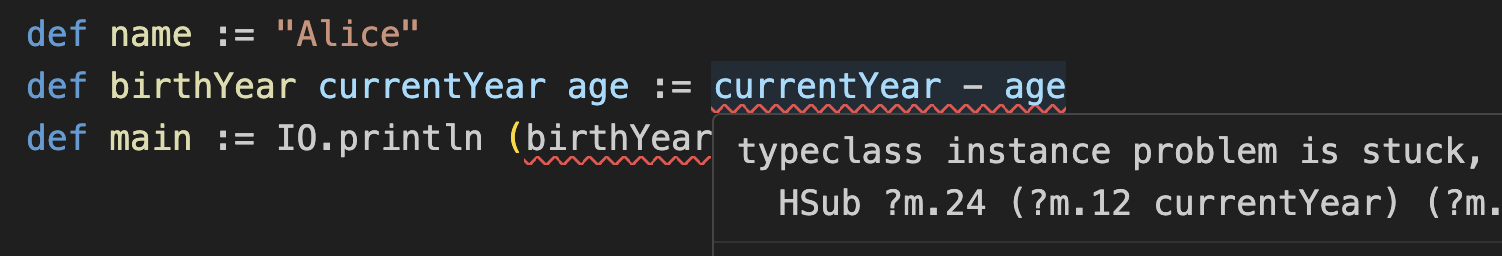 def name := "Alice"
def birthYear currentYear age := currentYear - age
def main := IO.println (birthYear
typeclass instance problem is stuck,
HSub ?m.24 (?m.12 currentYear) (?m.